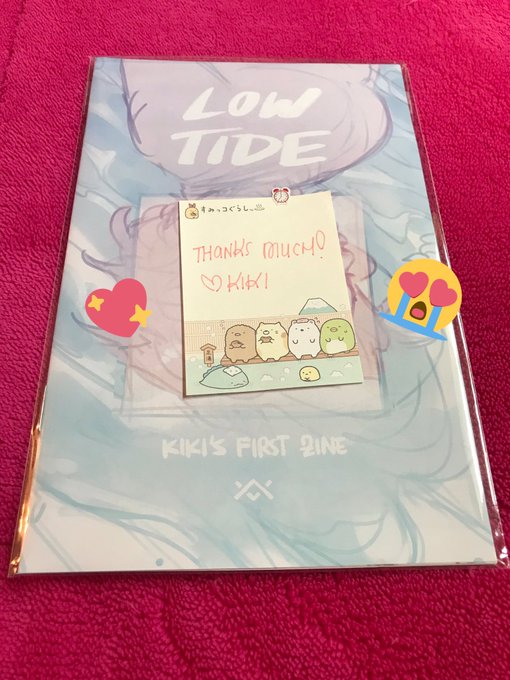 LOW
TIDE
すみっコぐらし
THANKS MUCH!
♡KIKI
KIKI'S FIRST ZINE